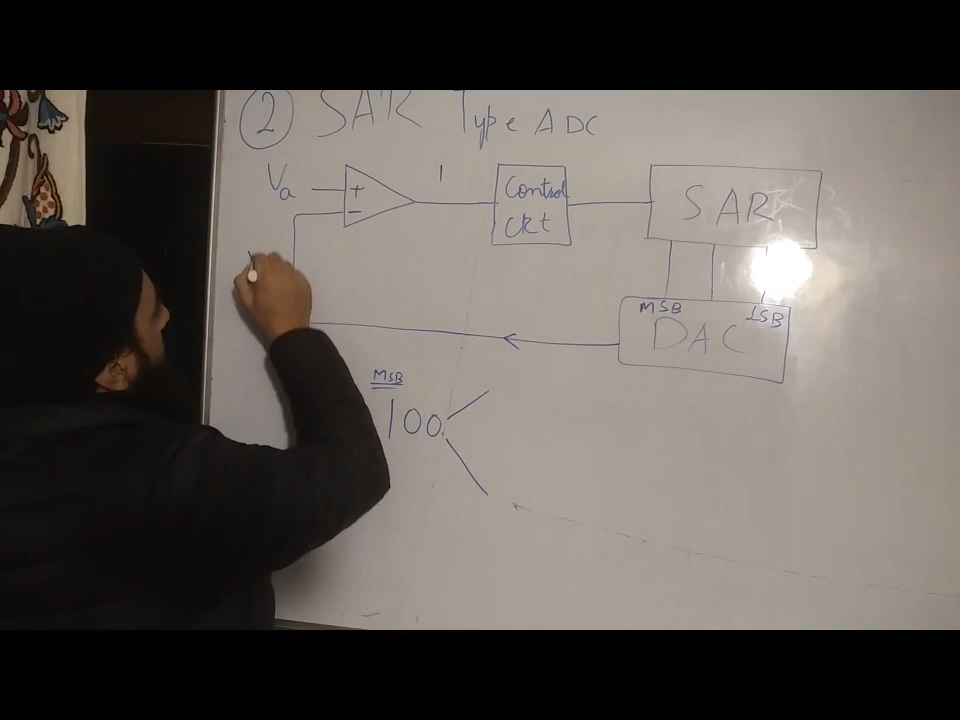 ② SAR Type ADC
Va + − 1 Control CKt SAR
MSB LSB
DAC
MSB
100